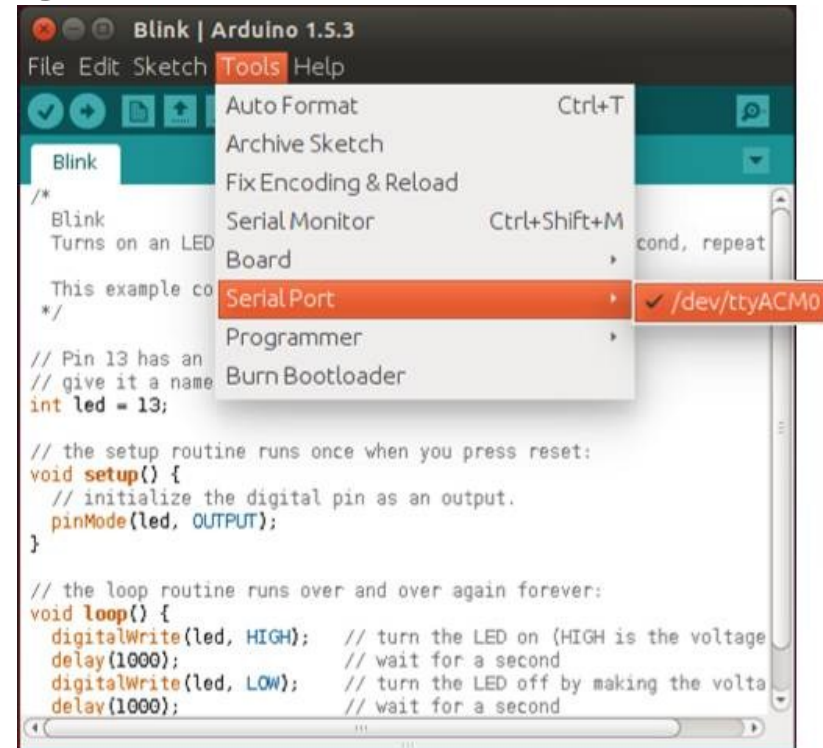 Blink | Arduino 1.5.3
File Edit Sketch Tools Help
Auto Format Ctrl+T
Archive Sketch
Fix Encoding & Reload
Serial Monitor Ctrl+Shift+M
Board
Serial Port
/dev/ttyACM0
Programmer
Burn Bootloader
Blink
/*
Blink
Turns on an LED cond, repeat
This example co
*/
// Pin 13 has an
// give it a name
int led = 13;
// the setup routine runs once when you press reset:
void setup() {
// initialize the digital pin as an output.
pinMode(led, OUTPUT);
}
// the loop routine runs over and over again forever:
void loop() {
digitalWrite(led, HIGH); // turn the LED on (HIGH is the voltage
delay(1000); // wait for a second
digitalWrite(led, LOW); // turn the LED off by making the volta
delay(1000); // wait for a second